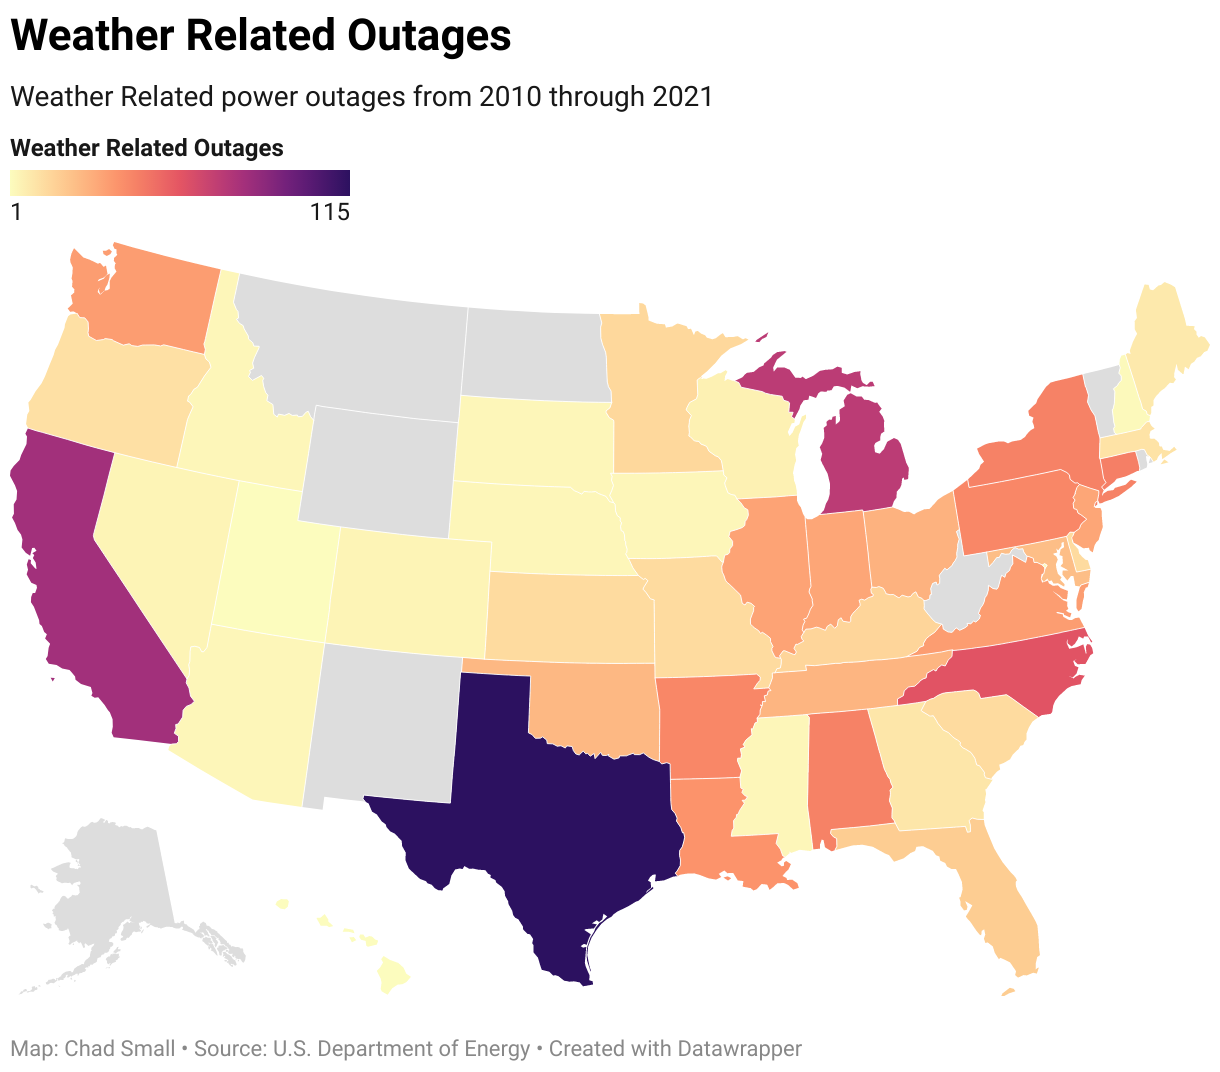 Weather Related Outages
Weather Related power outages from 2010 through 2021
Weather Related Outages
1 115
Map: Chad Small • Source: U.S. Department of Energy • Created with Datawrapper